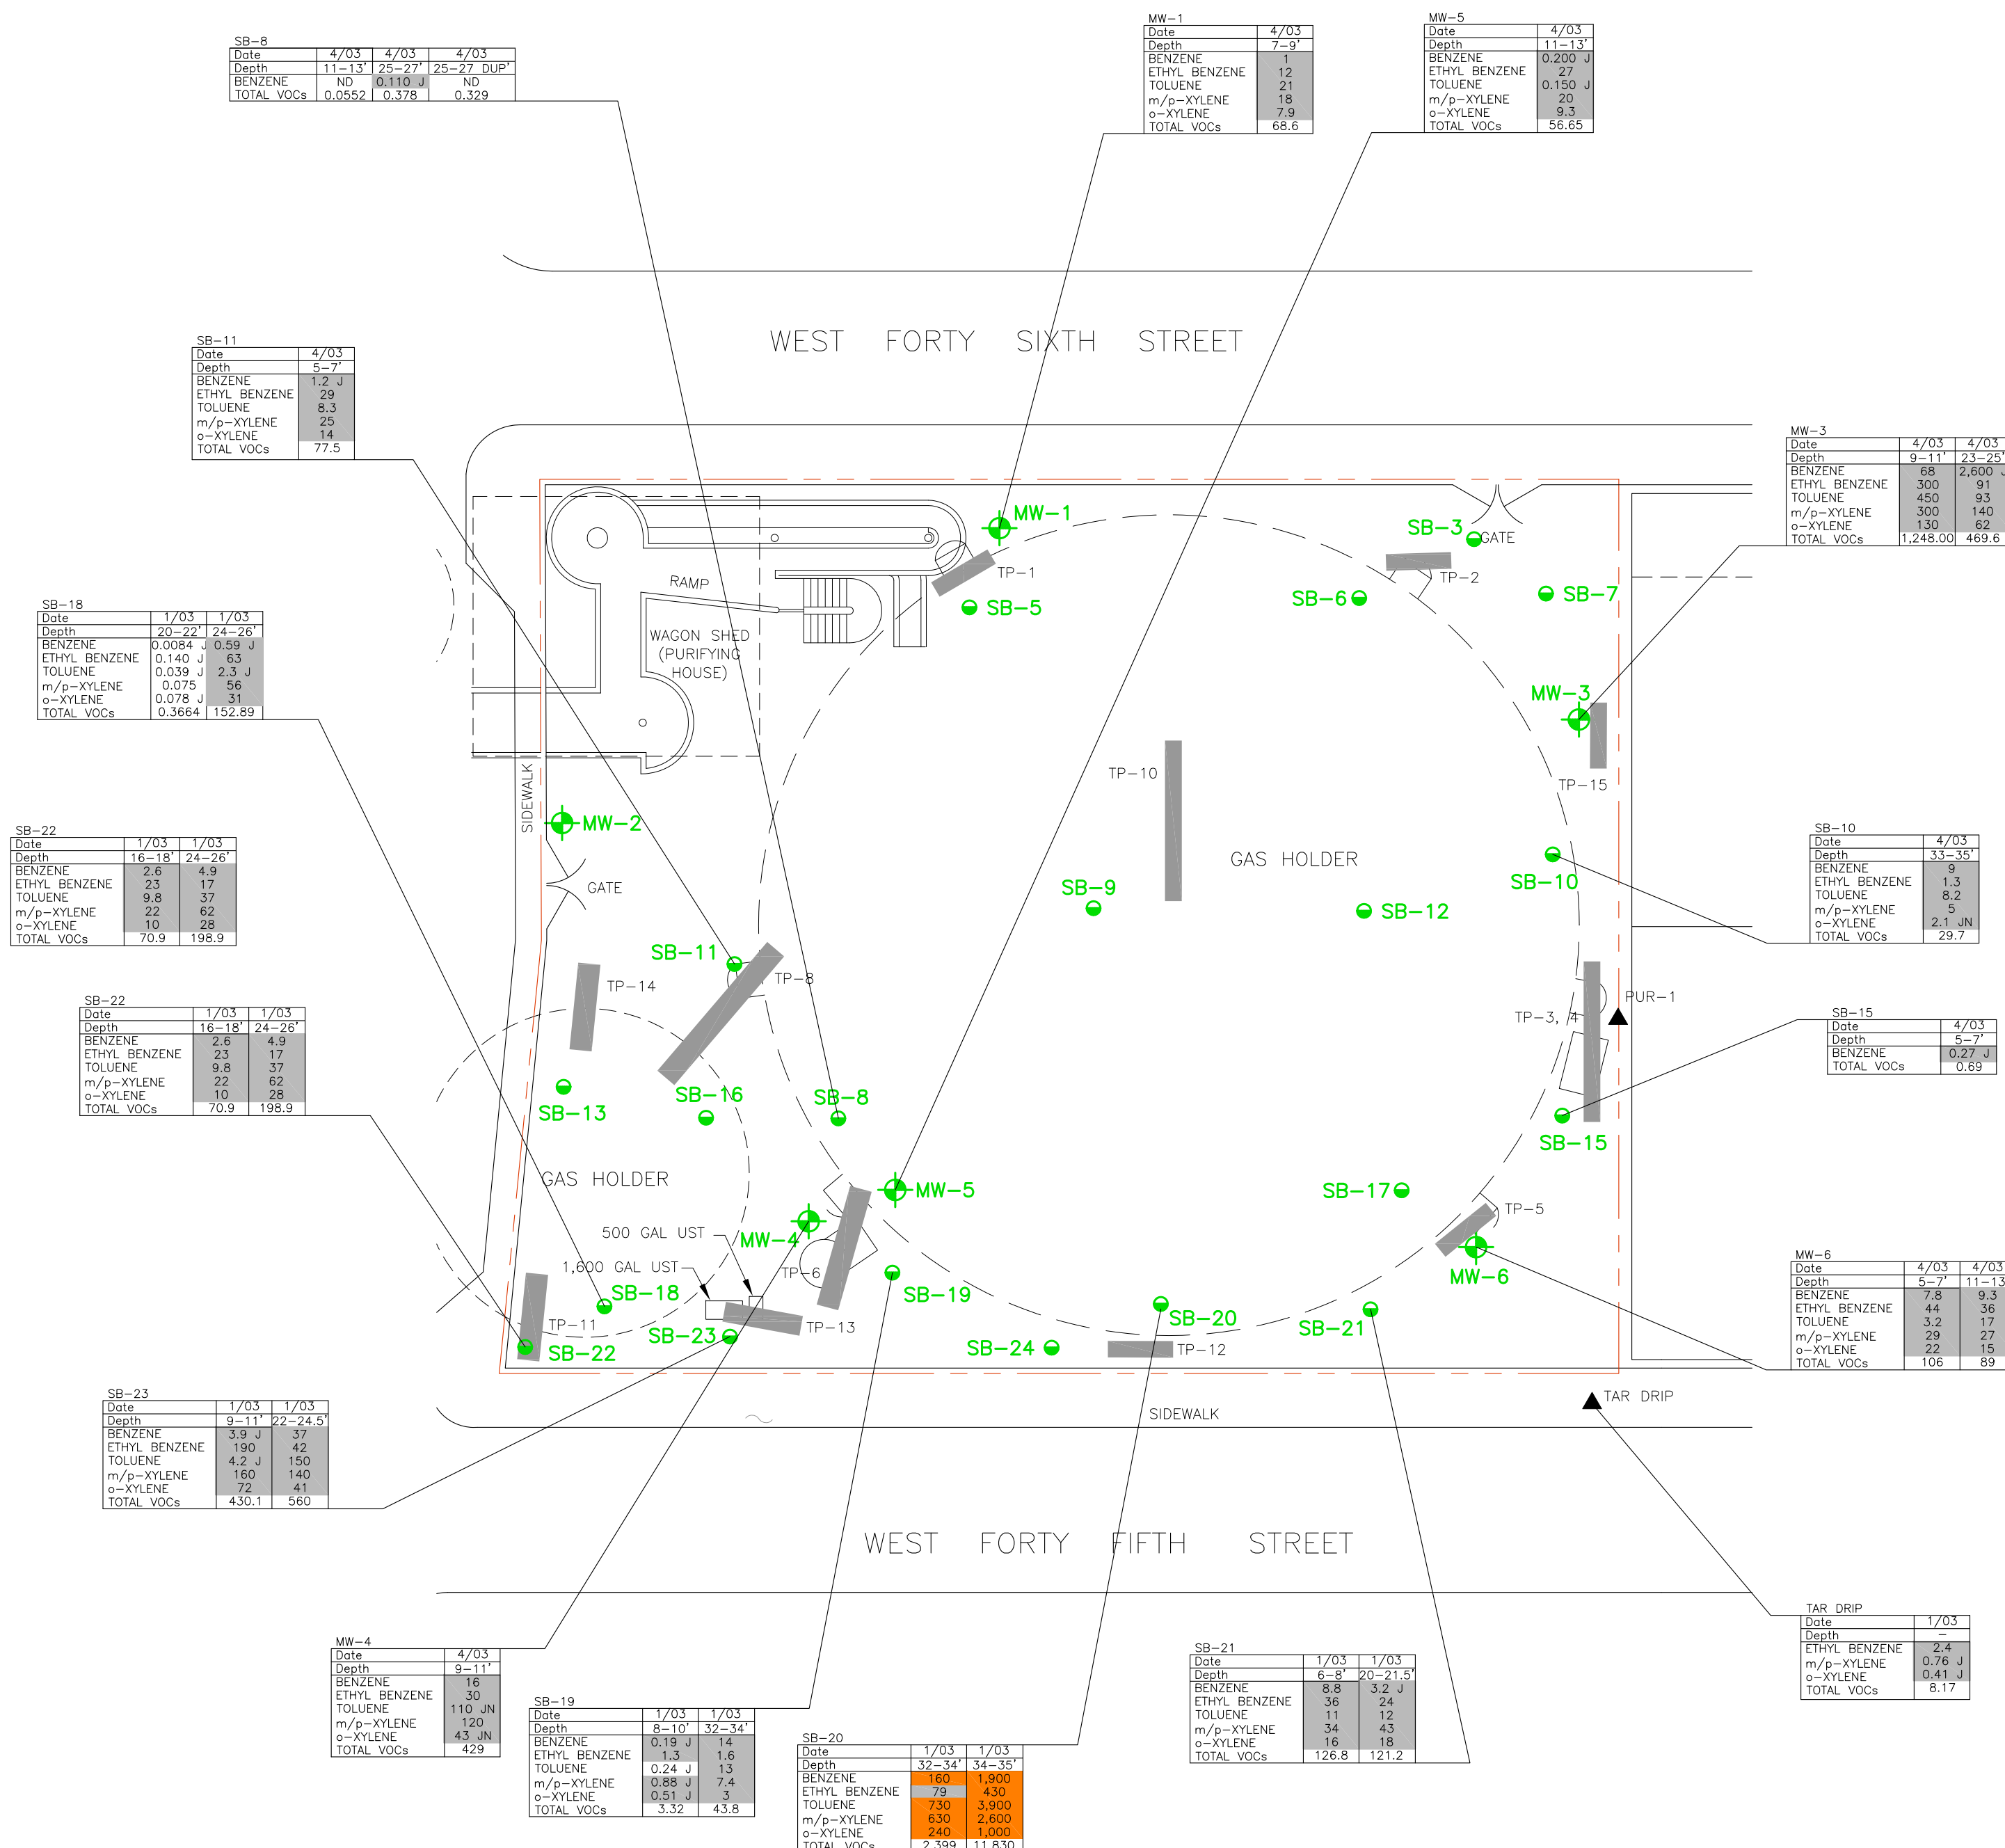 SB-8
Date 4/03 4/03 4/03
Depth 11-13' 25-27' 25-27 DUP'
BENZENE ND 0.110 J ND
TOTAL VOCs 0.0552 0.378 0.329
MW-1
Date 4/03
Depth 7-9'
BENZENE 1
ETHYL BENZENE 12
TOLUENE 21
m/p-XYLENE 18
o-XYLENE 7.9
TOTAL VOCs 68.6
MW-5
Date 4/03
Depth 11-13'
BENZENE 0.200 J
ETHYL BENZENE 27
TOLUENE 0.150 J
m/p-XYLENE 20
o-XYLENE 9.3
TOTAL VOCs 56.65
WEST FORTY SIXTH STREET
SB-11
Date 4/03
Depth 5-7'
BENZENE 1.2 J
ETHYL BENZENE 29
TOLUENE 8.3
m/p-XYLENE 25
o-XYLENE 14
TOTAL VOCs 77.5
MW-3
Date 4/03 4/03
Depth 9-11' 23-25'
BENZENE 68 2,600 J
ETHYL BENZENE 300 91
TOLUENE 450 93
m/p-XYLENE 300 140
o-XYLENE 130 62
TOTAL VOCs 1,248.00 469.6
SB-18
Date 1/03 1/03
Depth 20-22' 24-26'
BENZENE 0.0084 J 0.59 J
ETHYL BENZENE 0.140 J 63
TOLUENE 0.039 J 2.3 J
m/p-XYLENE 0.075 56
o-XYLENE 0.078 J 31
TOTAL VOCs 0.3664 152.89
MW-1
SB-3
GATE
TP-1
TP-2
RAMP
SB-5
SB-6
SB-7
WAGON SHED
(PURIFYING
HOUSE)
MW-3
TP-10
TP-15
SIDEWALK
MW-2
GATE
GAS HOLDER
SB-9
SB-12
SB-10
SB-22
Date 1/03 1/03
Depth 16-18' 24-26'
BENZENE 2.6 4.9
ETHYL BENZENE 23 17
TOLUENE 9.8 37
m/p-XYLENE 22 62
o-XYLENE 10 28
TOTAL VOCs 70.9 198.9
SB-10
Date 4/03
Depth 33-35'
BENZENE 9
ETHYL BENZENE 1.3
TOLUENE 8.2
m/p-XYLENE 5
o-XYLENE 2.1 JN
TOTAL VOCs 29.7
SB-11
TP-8
TP-14
PUR-1
TP-3, 4
SB-22
Date 1/03 1/03
Depth 16-18' 24-26'
BENZENE 2.6 4.9
ETHYL BENZENE 23 17
TOLUENE 9.8 37
m/p-XYLENE 22 62
o-XYLENE 10 28
TOTAL VOCs 70.9 198.9
SB-15
Date 4/03
Depth 5-7'
BENZENE 0.27 J
TOTAL VOCs 0.69
SB-13
SB-16
SB-8
SB-15
GAS HOLDER
MW-5
SB-17
TP-5
500 GAL UST
MW-4
1,600 GAL UST
TP-6
MW-6
SB-18
SB-19
SB-20
SB-21
TP-11
TP-13
SB-23
SB-22
SB-24
TP-12
MW-6
Date 4/03 4/03
Depth 5-7' 11-13
BENZENE 7.8 9.3
ETHYL BENZENE 44 36
TOLUENE 3.2 17
m/p-XYLENE 29 27
o-XYLENE 22 15
TOTAL VOCs 106 89
TAR DRIP
SIDEWALK
SB-23
Date 1/03 1/03
Depth 9-11' 22-24.5'
BENZENE 3.9 J 37
ETHYL BENZENE 190 42
TOLUENE 4.2 J 150
m/p-XYLENE 160 140
o-XYLENE 72 41
TOTAL VOCs 430.1 560
WEST FORTY FIFTH STREET
TAR DRIP
Date 1/03
Depth -
ETHYL BENZENE 2.4
m/p-XYLENE 0.76 J
o-XYLENE 0.41 J
TOTAL VOCs 8.17
MW-4
Date 4/03
Depth 9-11'
BENZENE 16
ETHYL BENZENE 30
TOLUENE 110 JN
m/p-XYLENE 120
o-XYLENE 43 JN
TOTAL VOCs 429
SB-21
Date 1/03 1/03
Depth 6-8' 20-21.5'
BENZENE 8.8 3.2 J
ETHYL BENZENE 36 24
TOLUENE 11 12
m/p-XYLENE 34 43
o-XYLENE 16 18
TOTAL VOCs 126.8 121.2
SB-19
Date 1/03 1/03
Depth 8-10' 32-34'
BENZENE 0.19 J 14
ETHYL BENZENE 1.3 1.6
TOLUENE 0.24 J 13
m/p-XYLENE 0.88 J 7.4
o-XYLENE 0.51 J 3
TOTAL VOCs 3.32 43.8
SB-20
Date 1/03 1/03
Depth 32-34' 34-35'
BENZENE 160 1,900
ETHYL BENZENE 79 430
TOLUENE 730 3,900
m/p-XYLENE 630 2,600
o-XYLENE 240 1,000
TOTAL VOCs 2,399 11,830